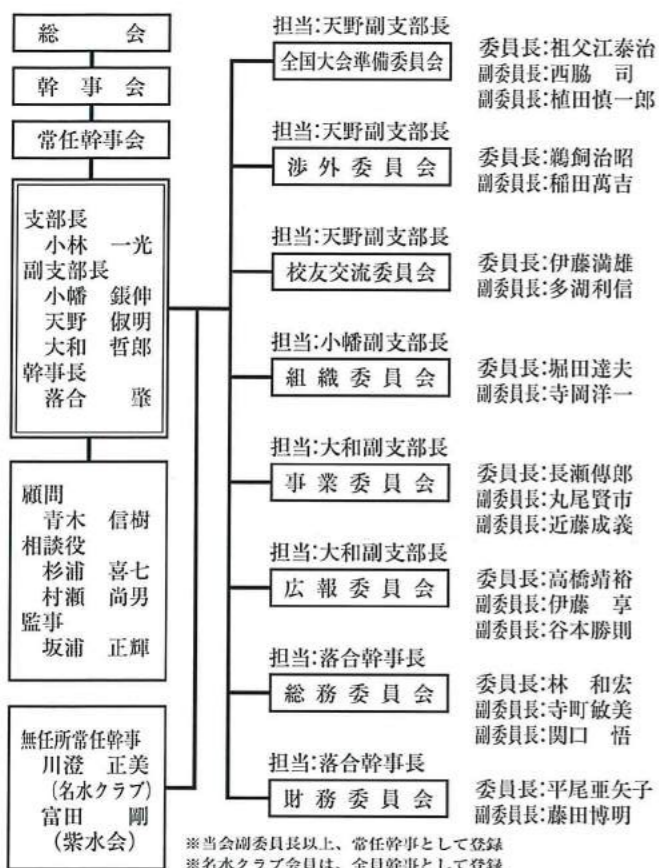 総会
幹事会
常任幹事会
支部長
小林 一光
副支部長
小幡 鋹伸
天野 俶明
大和 哲郎
幹事長
落合 肇
顧問
青木 信樹
相談役
杉浦 喜七
村瀬 尚男
監事
坂浦 正輝
無任所常任幹事
川澄 正美
(名水クラブ)
富田 剛
(紫水会)
担当:天野副支部長
全国大会準備委員会
委員長:祖父江泰治
副委員長:西脇 司
副委員長:植田慎一郎
担当:天野副支部長
渉外委員会
委員長:鵜飼治昭
副委員長:稲田萬吉
担当:天野副支部長
校友交流委員会
委員長:伊藤満雄
副委員長:多湖利信
担当:小幡副支部長
組織委員会
委員長:堀田達夫
副委員長:寺岡洋一
担当:大和副支部長
事業委員会
委員長:長瀬傳郎
副委員長:丸尾賢市
副委員長:近藤成義
担当:大和副支部長
広報委員会
委員長:高橋靖裕
副委員長:伊藤 享
副委員長:谷本勝則
担当:落合幹事長
総務委員会
委員長:林 和宏
副委員長:寺町敏美
副委員長:関口 悟
担当:落合幹事長
財務委員会
委員長:平尾亜矢子
副委員長:藤田博明
※当会副委員長以上、常任幹事として登録
※名水クラブ会員は、全員幹事として登録